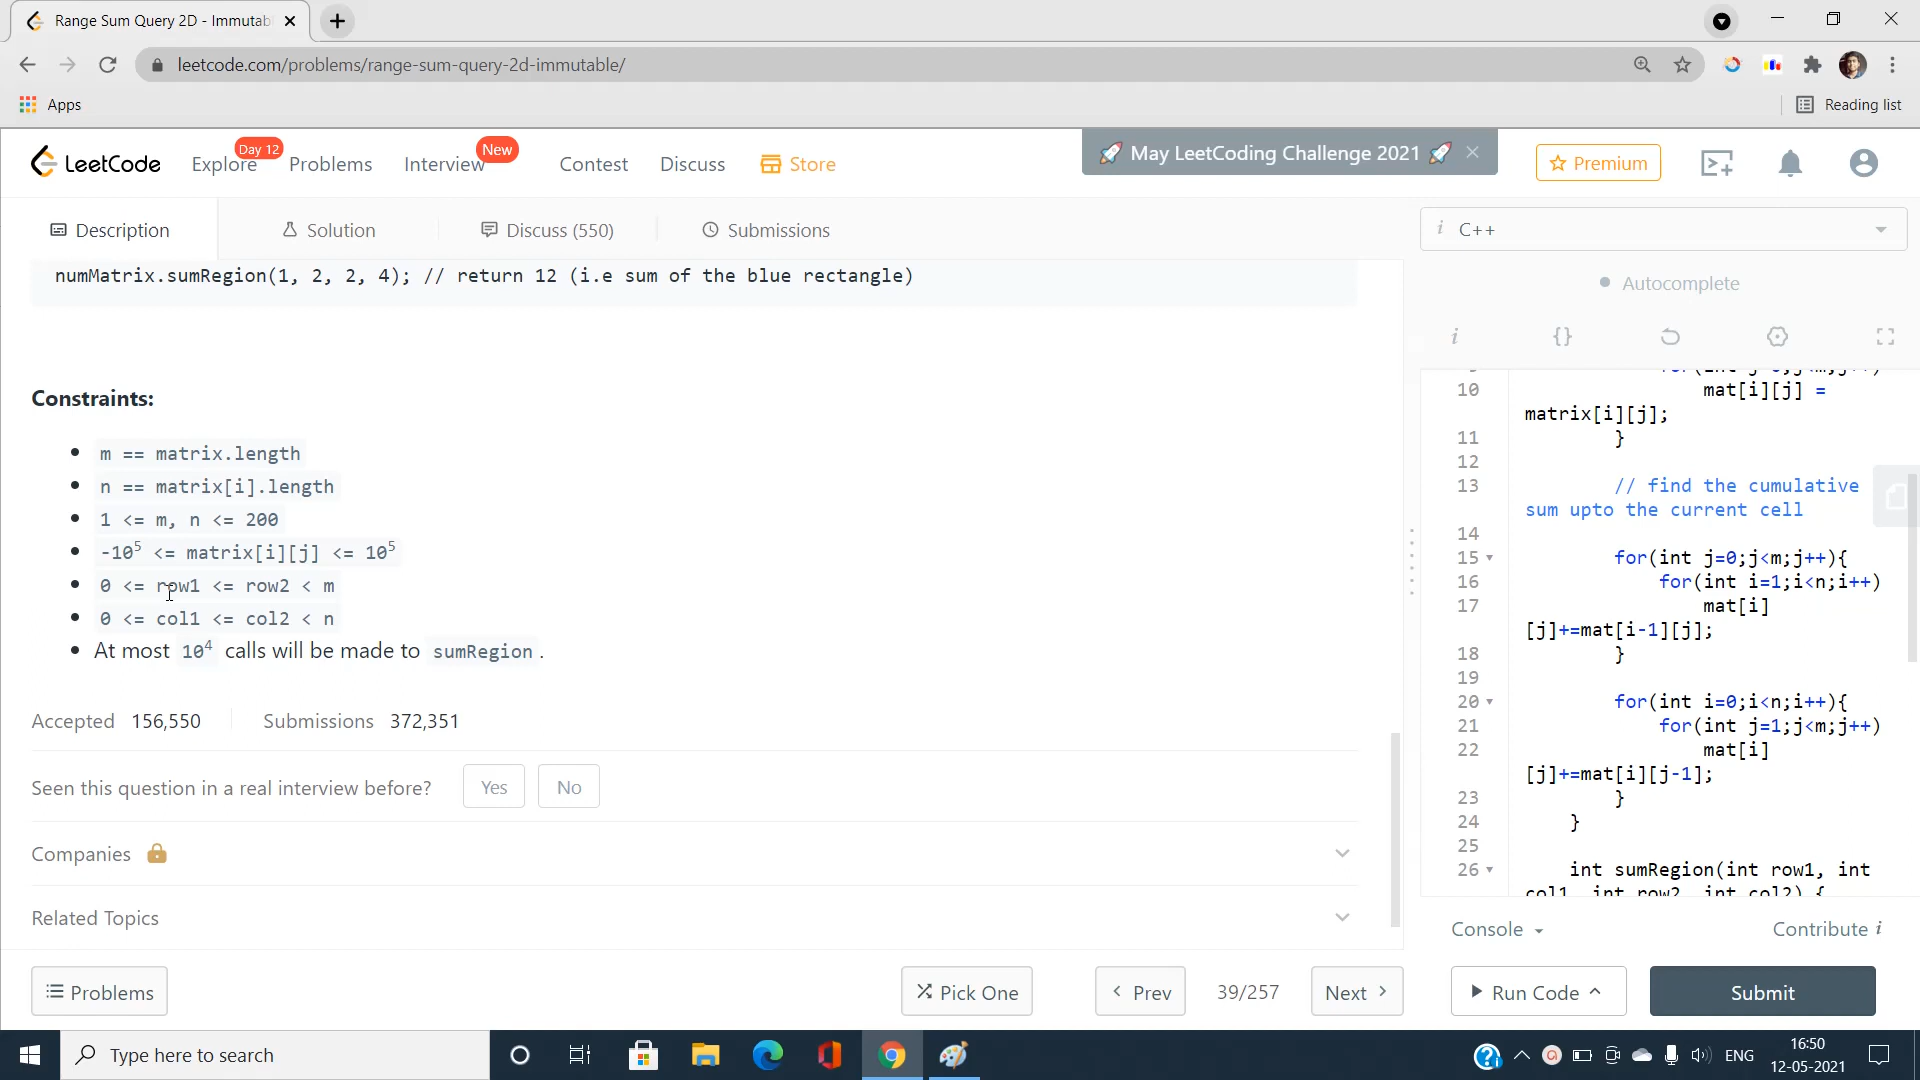 Range Sum Query 2D - Immutab
leetcode.com/problems/range-sum-query-2d-immutable/
Apps
Reading list
LeetCode
Explore
Day 12
Problems
Interview
New
Contest
Discuss
Store
🚀 May LeetCoding Challenge 2021 🚀
Premium
Description
Solution
Discuss (550)
Submissions
numMatrix.sumRegion(1, 2, 2, 4); // return 12 (i.e sum of the blue rectangle)
Constraints:
m == matrix.length
n == matrix[i].length
1 <= m, n <= 200
-10^5 <= matrix[i][j] <= 10^5
0 <= row1 <= row2 < m
0 <= col1 <= col2 < n
At most 10^4 calls will be made to sumRegion.
Accepted 156,550 Submissions 372,351
Seen this question in a real interview before? Yes No
Companies
Related Topics
Problems
Pick One
Prev
39/257
Next
i C++
Autocomplete
i {}
10 mat[i][j] =
matrix[i][j];
11 }
12
13 // find the cumulative
sum upto the current cell
14
15 for(int j=0;j<m;j++){
16 for(int i=1;i<n;i++)
17 mat[i]
[j]+=mat[i-1][j];
18 }
19
20 for(int i=0;i<n;i++){
21 for(int j=1;j<m;j++)
22 mat[i]
[j]+=mat[i][j-1];
23 }
24 }
25
26 int sumRegion(int row1, int
col1, int row2, int col2) {
Console
Contribute i
Run Code
Submit
Type here to search
ENG
16:50
12-05-2021